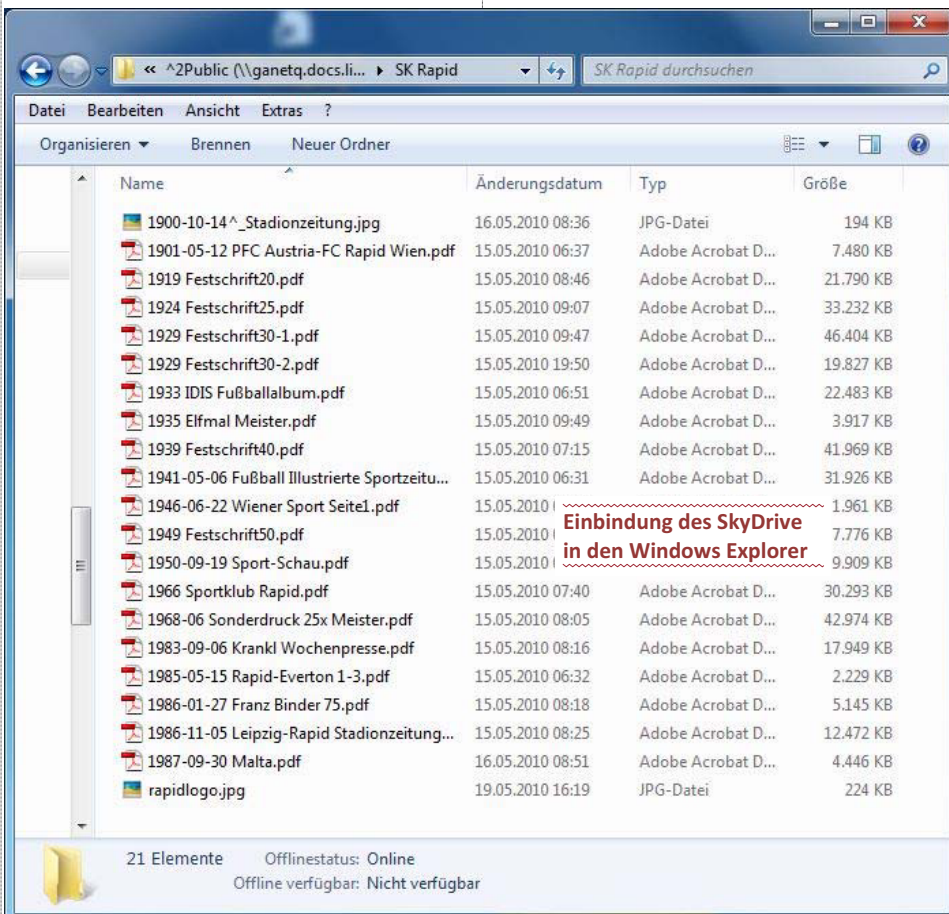 « ^2Public (\\ganetq.docs.li... ▸ SK Rapid SK Rapid durchsuchen
Datei Bearbeiten Ansicht Extras ?
Organisieren Brennen Neuer Ordner
Name Änderungsdatum Typ Größe
1900-10-14^_Stadionzeitung.jpg 16.05.2010 08:36 JPG-Datei 194 KB
1901-05-12 PFC Austria-FC Rapid Wien.pdf 15.05.2010 06:37 Adobe Acrobat D... 7.480 KB
1919 Festschrift20.pdf 15.05.2010 08:46 Adobe Acrobat D... 21.790 KB
1924 Festschrift25.pdf 15.05.2010 09:07 Adobe Acrobat D... 33.232 KB
1929 Festschrift30-1.pdf 15.05.2010 09:47 Adobe Acrobat D... 46.404 KB
1929 Festschrift30-2.pdf 15.05.2010 19:50 Adobe Acrobat D... 19.827 KB
1933 IDIS Fußballalbum.pdf 15.05.2010 06:51 Adobe Acrobat D... 22.483 KB
1935 Elfmal Meister.pdf 15.05.2010 09:49 Adobe Acrobat D... 3.917 KB
1939 Festschrift40.pdf 15.05.2010 07:15 Adobe Acrobat D... 41.969 KB
1941-05-06 Fußball Illustrierte Sportzeitu... 15.05.2010 06:31 Adobe Acrobat D... 31.926 KB
1946-06-22 Wiener Sport Seite1.pdf 15.05.2010 1.961 KB
1949 Festschrift50.pdf 15.05.2010 7.776 KB
1950-09-19 Sport-Schau.pdf 15.05.2010 9.909 KB
Einbindung des SkyDrive
in den Windows Explorer
1966 Sportklub Rapid.pdf 15.05.2010 07:40 Adobe Acrobat D... 30.293 KB
1968-06 Sonderdruck 25x Meister.pdf 15.05.2010 08:05 Adobe Acrobat D... 42.974 KB
1983-09-06 Krankl Wochenpresse.pdf 15.05.2010 08:16 Adobe Acrobat D... 17.949 KB
1985-05-15 Rapid-Everton 1-3.pdf 15.05.2010 06:32 Adobe Acrobat D... 2.229 KB
1986-01-27 Franz Binder 75.pdf 15.05.2010 08:18 Adobe Acrobat D... 5.145 KB
1986-11-05 Leipzig-Rapid Stadionzeitung... 15.05.2010 08:25 Adobe Acrobat D... 12.472 KB
1987-09-30 Malta.pdf 16.05.2010 08:51 Adobe Acrobat D... 4.446 KB
rapidlogo.jpg 19.05.2010 16:19 JPG-Datei 224 KB
21 Elemente Offlinestatus: Online
Offline verfügbar: Nicht verfügbar